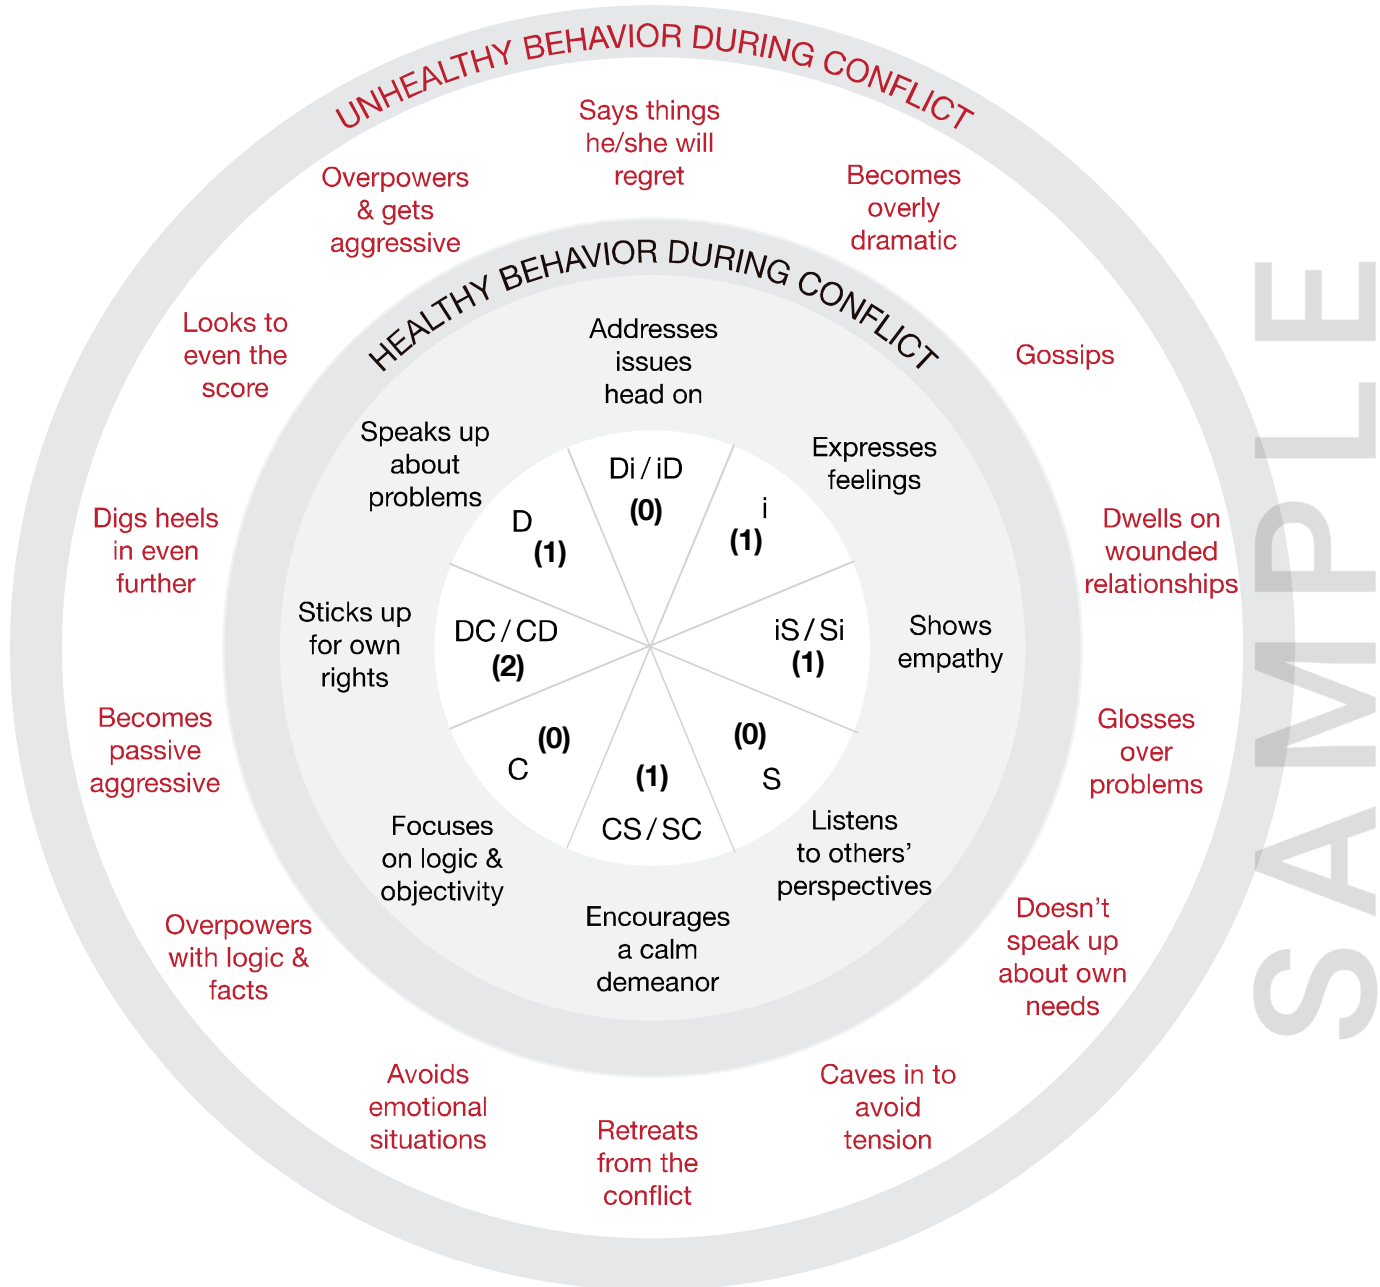 UNHEALTHY BEHAVIOR DURING CONFLICT
Says things
he/she will
regret
Becomes
overly
dramatic
Gossips
Dwells on
wounded
relationships
Glosses
over
problems
Doesn't
speak up
about own
needs
Caves in to
avoid
tension
Retreats
from the
conflict
Avoids
emotional
situations
Overpowers
with logic &
facts
Becomes
passive
aggressive
Digs heels
in even
further
Looks to
even the
score
Overpowers
& gets
aggressive
HEALTHY BEHAVIOR DURING CONFLICT
Addresses
issues
head on
Expresses
feelings
Shows
empathy
Listens
to others’
perspectives
Encourages
a calm
demeanor
Focuses
on logic &
objectivity
Sticks up
for own
rights
Speaks up
about
problems
Di / iD
(0)
i
(1)
iS / Si
(1)
(0)
S
(1)
CS / SC
(0)
C
DC / CD
(2)
D
(1)
SAMPLE